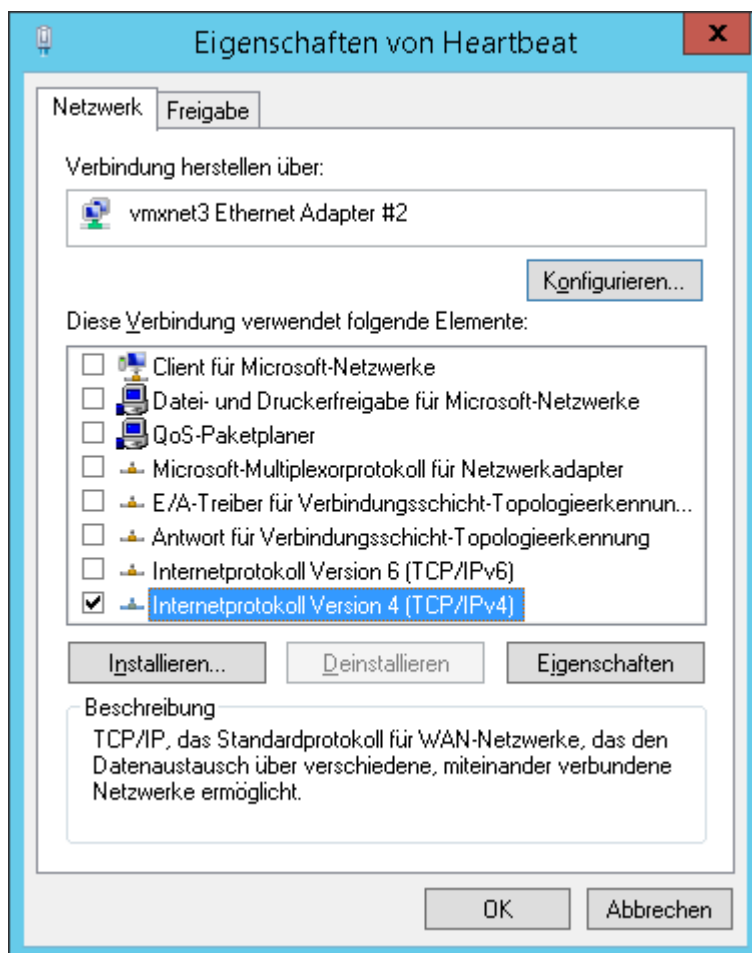 Eigenschaften von Heartbeat
x
Netzwerk
Freigabe
Verbindung herstellen über:
vmxnet3 Ethernet Adapter #2
Konfigurieren...
Diese Verbindung verwendet folgende Elemente:
Client für Microsoft-Netzwerke
Datei- und Druckerfreigabe für Microsoft-Netzwerke
QoS-Paketplaner
Microsoft-Multiplexorprotokoll für Netzwerkadapter
E/A-Treiber für Verbindungsschicht-Topologieerkennun...
Antwort für Verbindungsschicht-Topologieerkennung
Internetprotokoll Version 6 (TCP/IPv6)
Internetprotokoll Version 4 (TCP/IPv4)
Installieren...
Deinstallieren
Eigenschaften
Beschreibung
TCP/IP, das Standardprotokoll für WAN-Netzwerke, das den
Datenaustausch über verschiedene, miteinander verbundene
Netzwerke ermöglicht.
OK
Abbrechen